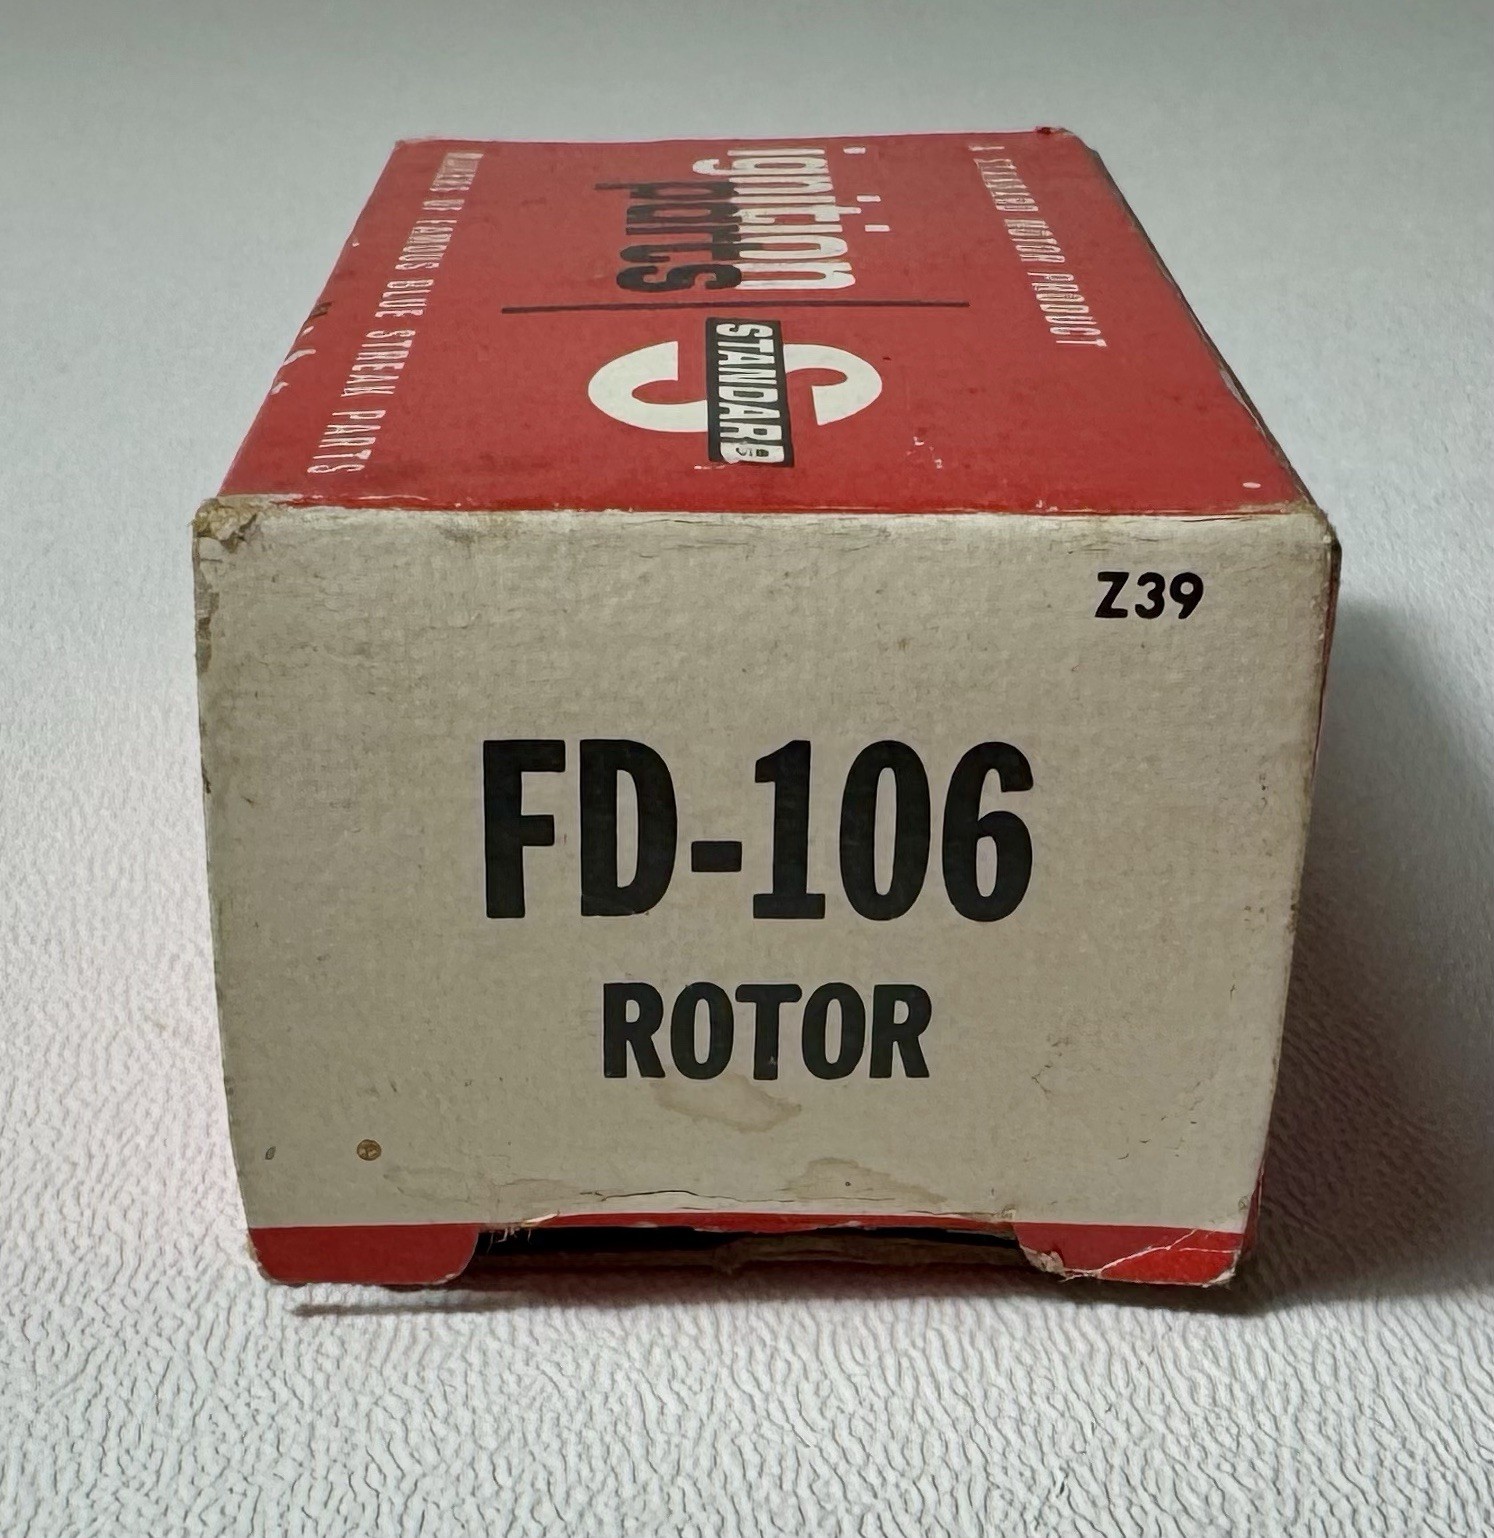 A STANDARD MOTOR PRODUCT
ignition
parts
STANDARD
MAKERS OF FAMOUS BLUE STREAK PARTS
Z39
FD-106
ROTOR